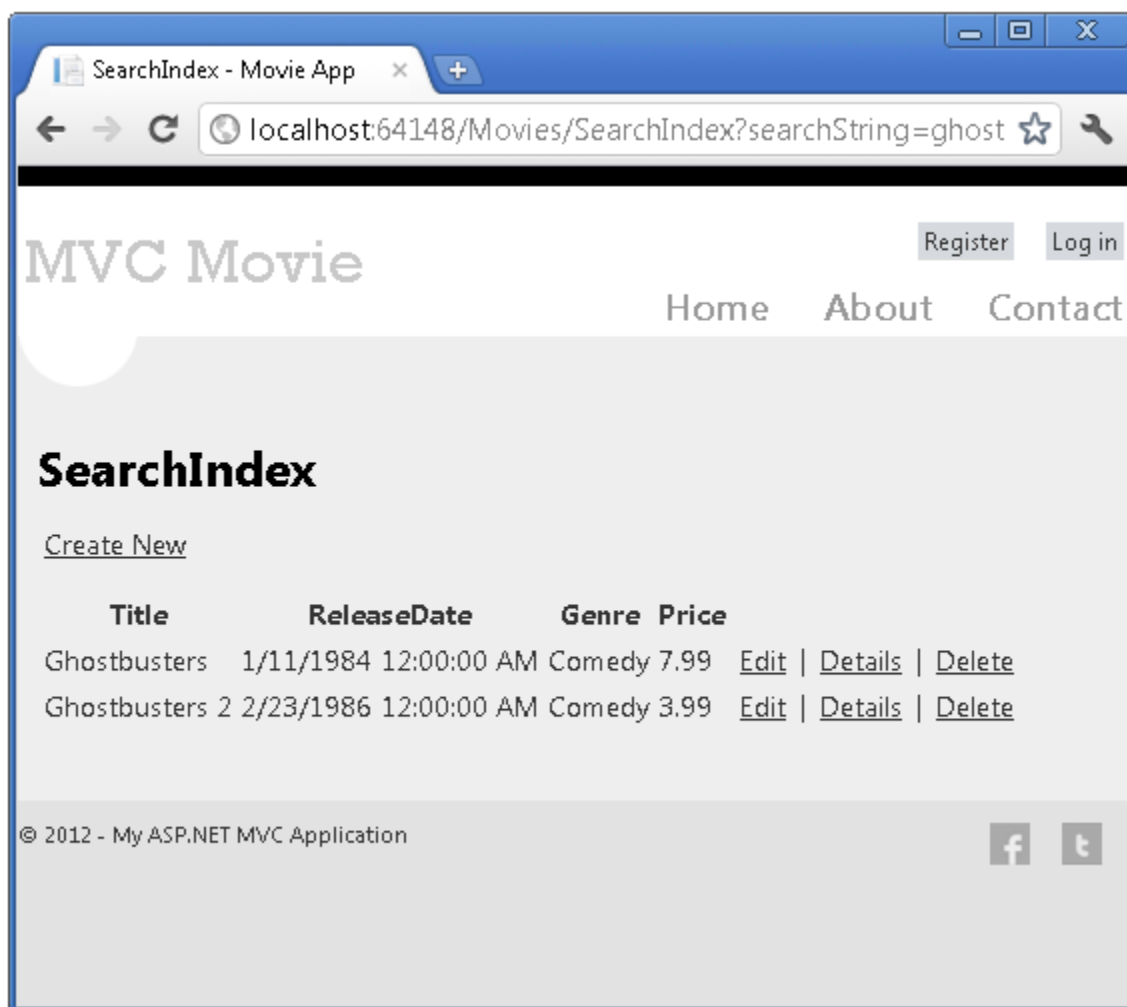 SearchIndex - Movie App
localhost:64148/Movies/SearchIndex?searchString=ghost
Register Log in
MVC Movie
Home About Contact
SearchIndex
Create New
Title ReleaseDate Genre Price
Ghostbusters 1/11/1984 12:00:00 AM Comedy 7.99 Edit | Details | Delete
Ghostbusters 2 2/23/1986 12:00:00 AM Comedy 3.99 Edit | Details | Delete
© 2012 - My ASP.NET MVC Application